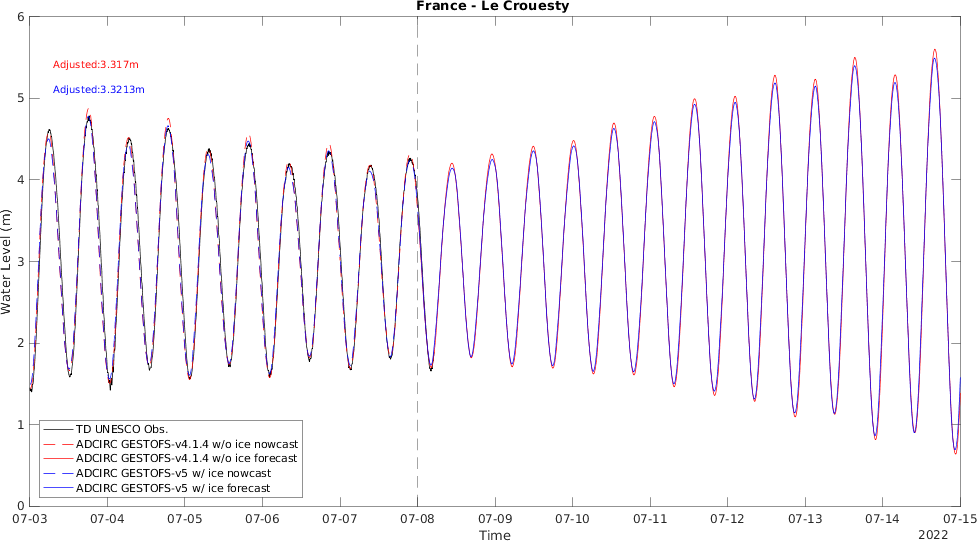 France - Le Crouesty
6
5
4
3
2
1
0
Water Level (m)
Adjusted:3.317m
Adjusted:3.3213m
TD UNESCO Obs.
ADCIRC GESTOFS-v4.1.4 w/o ice nowcast
ADCIRC GESTOFS-v4.1.4 w/o ice forecast
ADCIRC GESTOFS-v5 w/ ice nowcast
ADCIRC GESTOFS-v5 w/ ice forecast
07-03 07-04 07-05 07-06 07-07 07-08 07-09 07-10 07-11 07-12 07-13 07-14 07-15
Time
2022